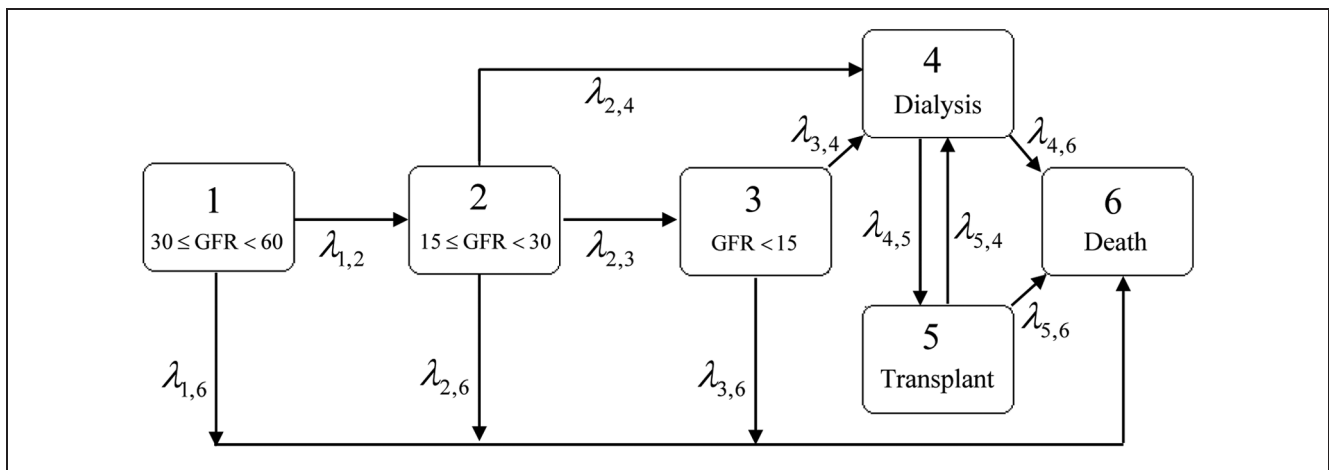 4
Dialysis
λ2,4
λ3,4
λ4,6
1
30 ≤ GFR < 60
2
15 ≤ GFR < 30
3
GFR < 15
6
Death
λ1,2
λ2,3
λ4,5
λ5,4
5
Transplant
λ5,6
λ1,6
λ2,6
λ3,6